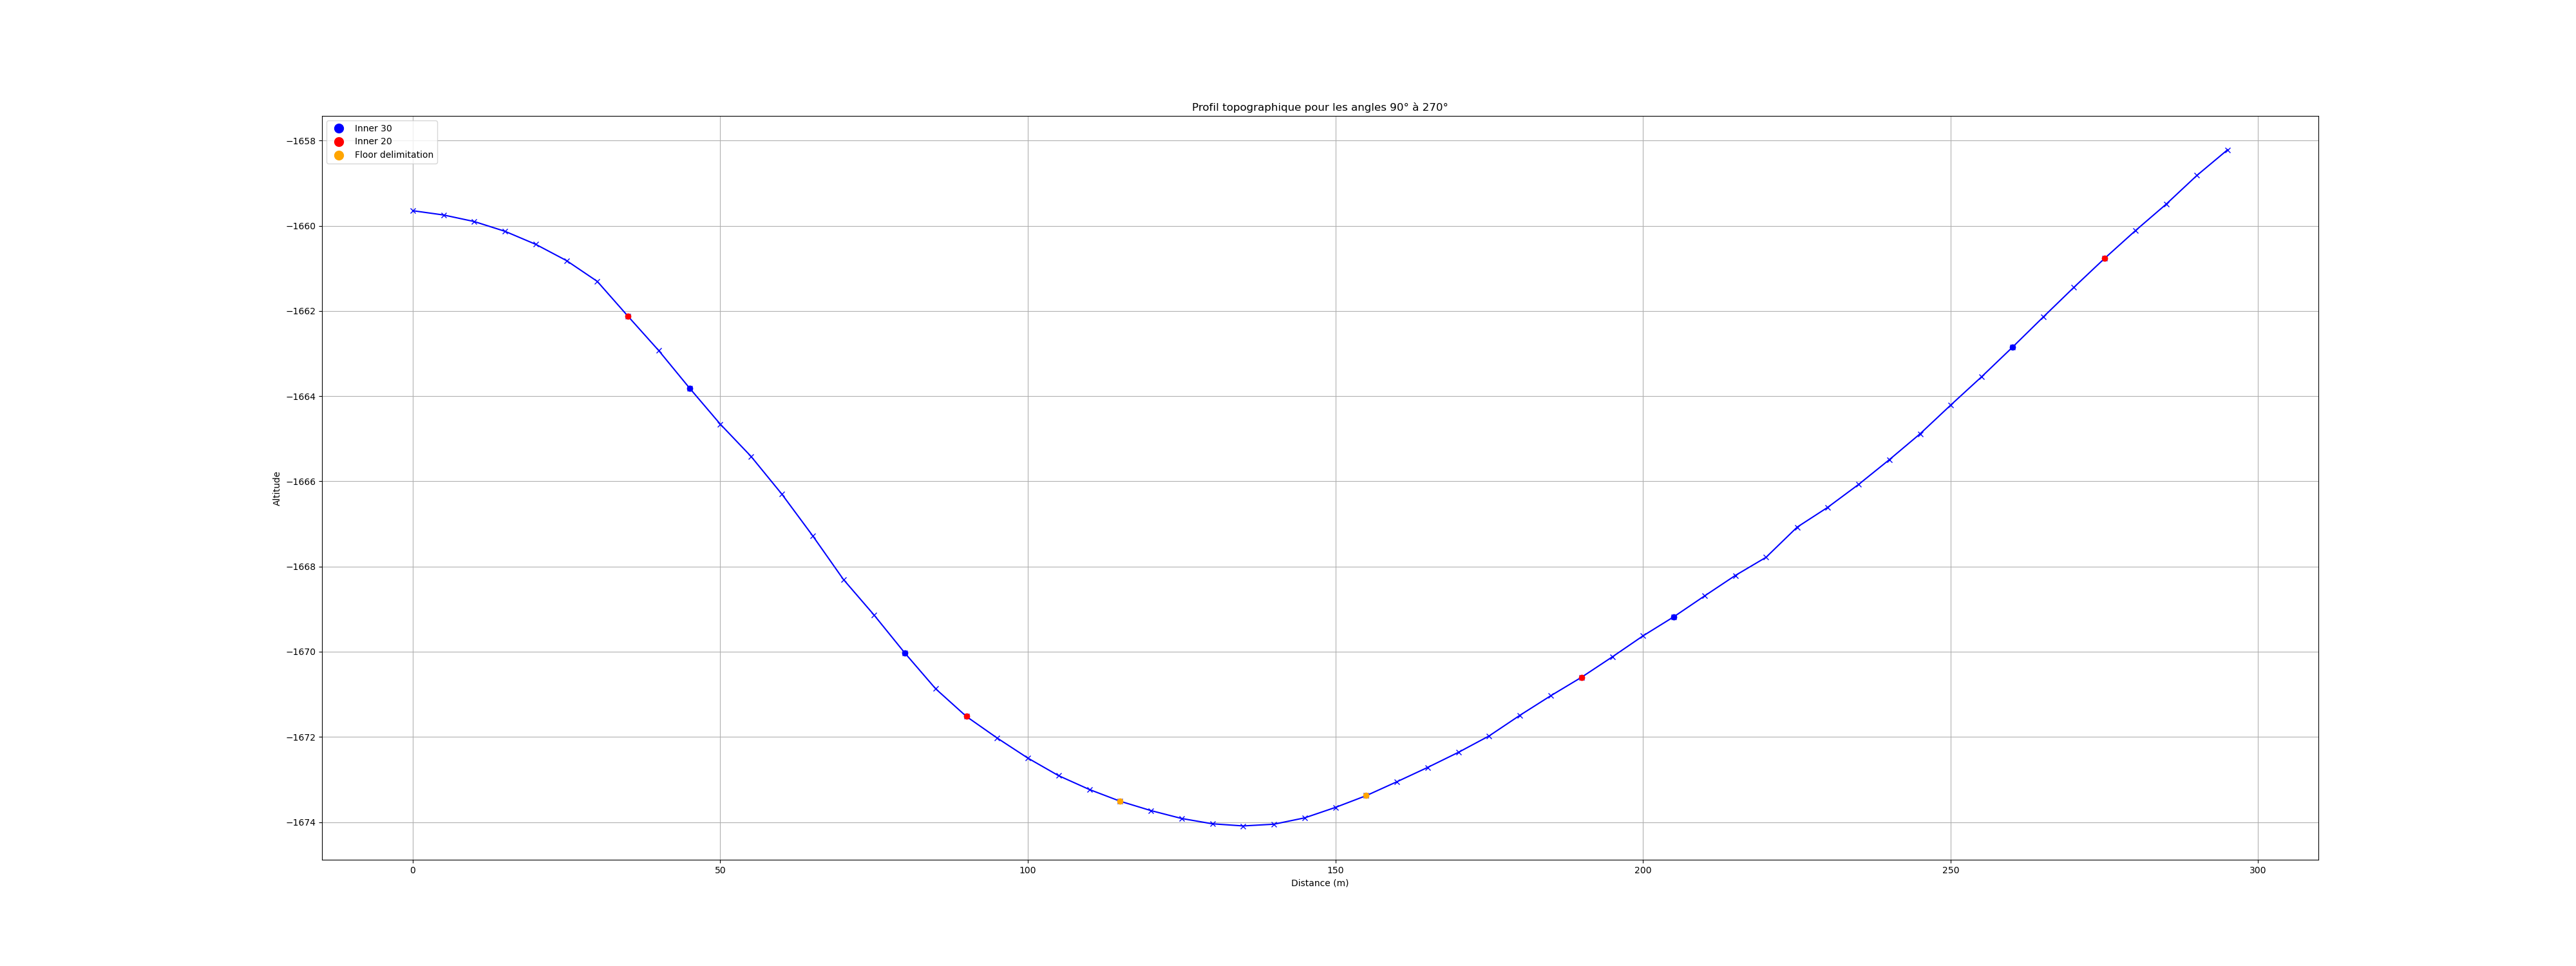 Profil topographique pour les angles 90° à 270°
Inner 30
Inner 20
Floor delimitation
−1658
−1660
−1662
−1664
−1666
−1668
−1670
−1672
−1674
Altitude
0 50 100 150 200 250 300
Distance (m)